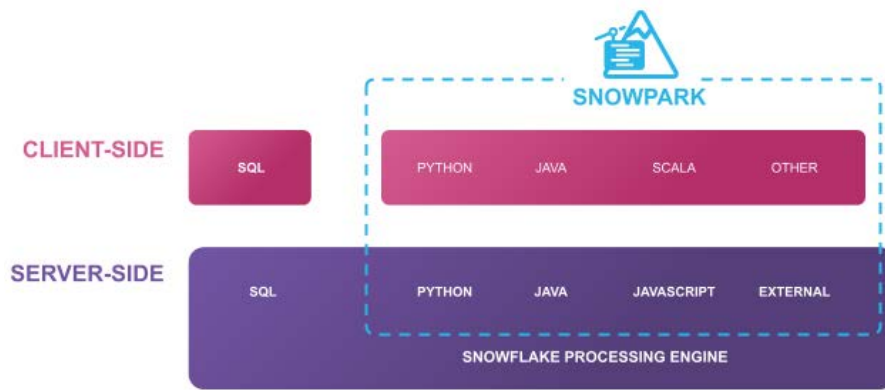 SNOWPARK
CLIENT-SIDE
SQL
PYTHON JAVA SCALA OTHER
SERVER-SIDE
SQL
PYTHON JAVA JAVASCRIPT EXTERNAL
SNOWFLAKE PROCESSING ENGINE